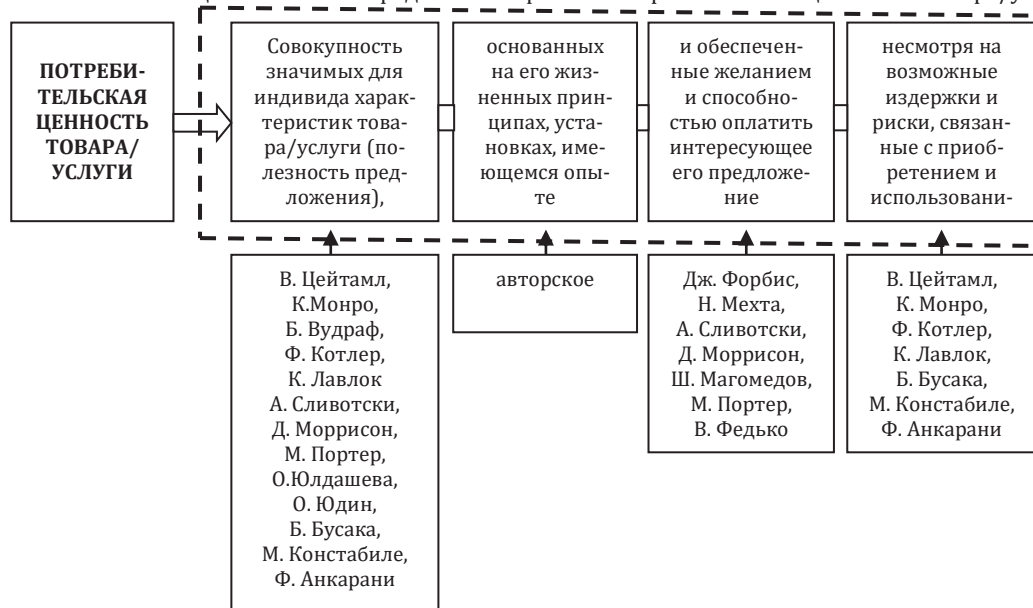 ПОТРЕБИ-
ТЕЛЬСКАЯ
ЦЕННОСТЬ
ТОВАРА/
УСЛУГИ
Совокупность
значимых для
индивида харак-
теристик това-
ра/услуги (по-
лезность пред-
ложения),
основанных
на его жиз-
ненных прин-
ципах, уста-
новках, име-
ющемся опы-
те
и обеспечен-
ные желанием
и способно-
стью оплатить
интересующее
его предложе-
ние
несмотря на
возможные
издержки и
риски, связан-
ные с приоб-
ретением и
использовани-
В. Цейтамл,
К.Монро,
Б. Вудраф,
Ф. Котлер,
К. Лавлок
А. Сливотски,
Д. Моррисон,
М. Портер,
О.Юлдашева,
О. Юдин,
Б. Бусака,
М. Констабиле,
Ф. Анкарани
авторское
Дж. Форбис,
Н. Мехта,
А. Сливотски,
Д. Моррисон,
Ш. Магомедов,
М. Портер,
В. Федько
В. Цейтамл,
К. Монро,
Ф. Котлер,
К. Лавлок,
Б. Бусака,
М. Констабиле,
Ф. Анкарани